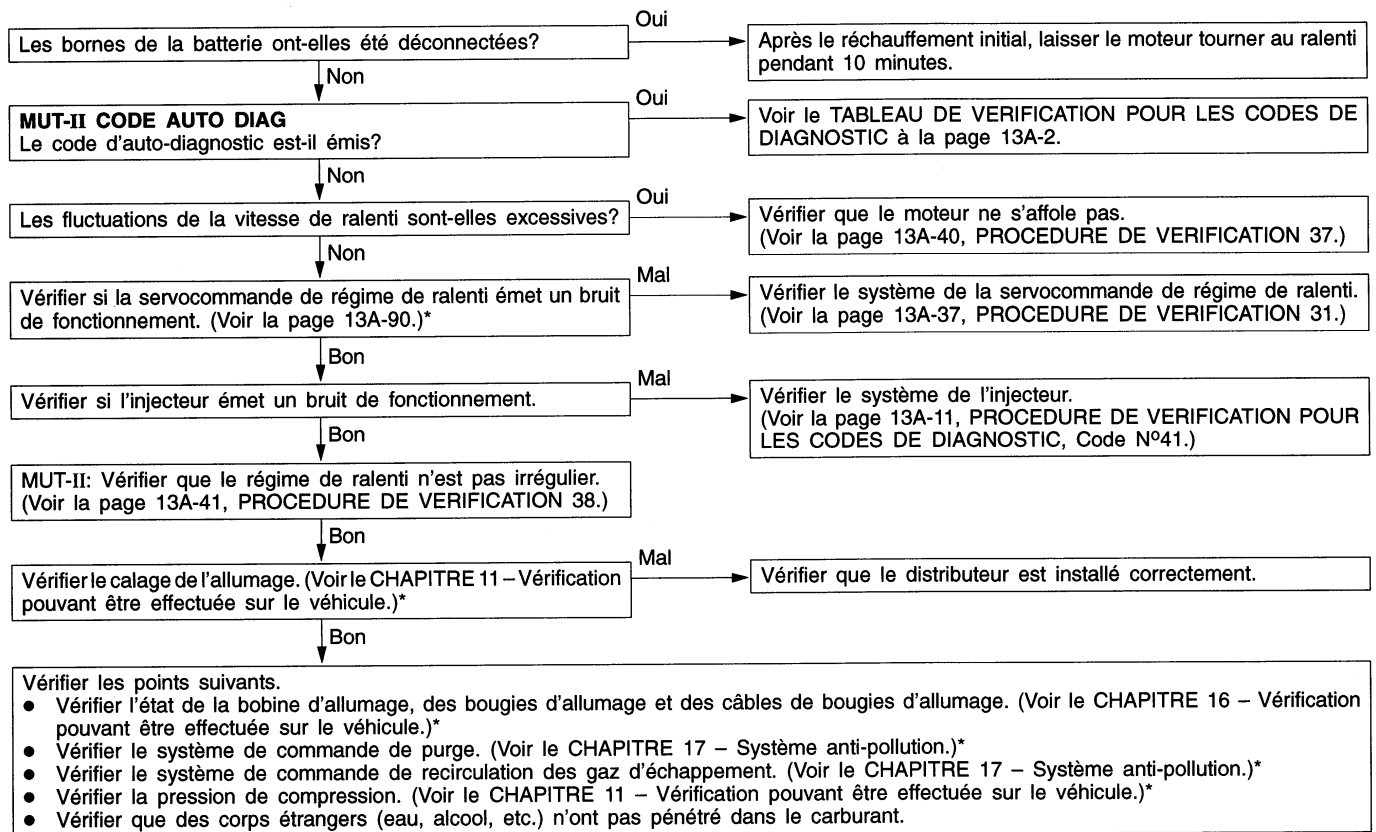 Les bornes de la batterie ont-elles été déconnectées?
Oui
Après le réchauffement initial, laisser le moteur tourner au ralenti
pendant 10 minutes.
Non
MUT-II CODE AUTO DIAG
Le code d'auto-diagnostic est-il émis?
Oui
Voir le TABLEAU DE VERIFICATION POUR LES CODES DE
DIAGNOSTIC à la page 13A-2.
Non
Les fluctuations de la vitesse de ralenti sont-elles excessives?
Oui
Vérifier que le moteur ne s'affole pas.
(Voir la page 13A-40, PROCEDURE DE VERIFICATION 37.)
Non
Vérifier si la servocommande de régime de ralenti émet un bruit
de fonctionnement. (Voir la page 13A-90.)*
Mal
Vérifier le système de la servocommande de régime de ralenti.
(Voir la page 13A-37, PROCEDURE DE VERIFICATION 31.)
Bon
Vérifier si l'injecteur émet un bruit de fonctionnement.
Mal
Vérifier le système de l'injecteur.
(Voir la page 13A-11, PROCEDURE DE VERIFICATION POUR
LES CODES DE DIAGNOSTIC, Code Nº41.)
Bon
MUT-II: Vérifier que le régime de ralenti n'est pas irrégulier.
(Voir la page 13A-41, PROCEDURE DE VERIFICATION 38.)
Bon
Vérifier le calage de l'allumage. (Voir le CHAPITRE 11 – Vérification
pouvant être effectuée sur le véhicule.)*
Mal
Vérifier que le distributeur est installé correctement.
Bon
Vérifier les points suivants.
● Vérifier l'état de la bobine d'allumage, des bougies d'allumage et des câbles de bougies d'allumage. (Voir le CHAPITRE 16 – Vérification
pouvant être effectuée sur le véhicule.)*
● Vérifier le système de commande de purge. (Voir le CHAPITRE 17 – Système anti-pollution.)*
● Vérifier le système de commande de recirculation des gaz d'échappement. (Voir le CHAPITRE 17 – Système anti-pollution.)*
● Vérifier la pression de compression. (Voir le CHAPITRE 11 – Vérification pouvant être effectuée sur le véhicule.)*
● Vérifier que des corps étrangers (eau, alcool, etc.) n'ont pas pénétré dans le carburant.